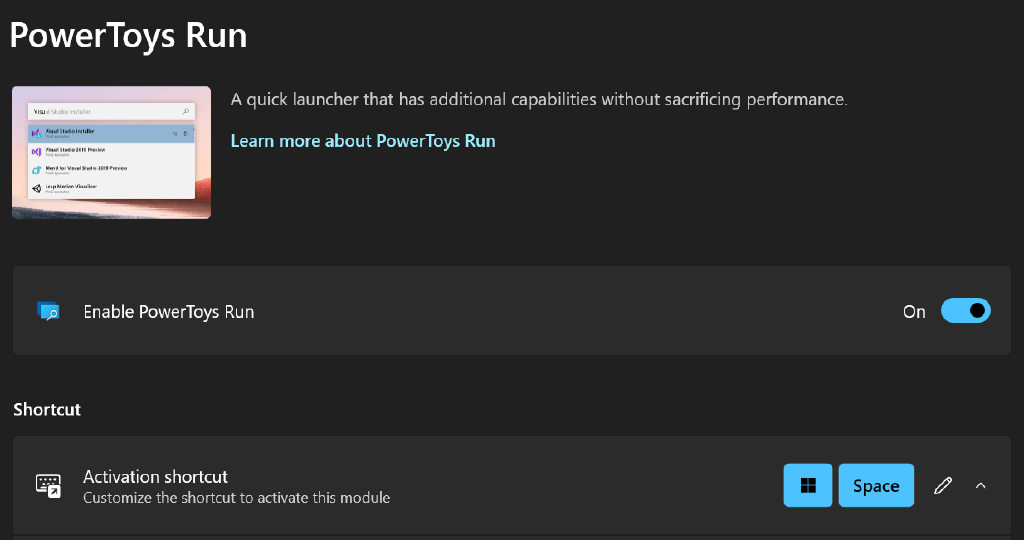 PowerToys Run
A quick launcher that has additional capabilities without sacrificing performance.
Learn more about PowerToys Run
Visual Studio Installer
Visual Studio Installer
Visual Studio 2019 Preview
Blend for Visual Studio 2019 Preview
Leap Motion Visualizer
Enable PowerToys Run
On
Shortcut
Activation shortcut
Customize the shortcut to activate this module
Space